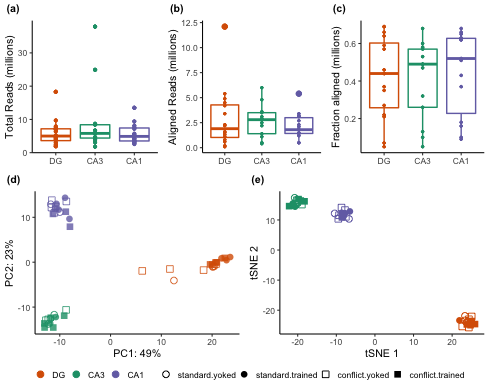 (a)
(b)
(c)
Total Reads (millions)
30
20
10
0
DG
CA3
CA1
Aligned Reads (millions)
12.5
10.0
7.5
5.0
2.5
0.0
DG
CA3
CA1
Fraction aligned (millions)
0.6
0.4
0.2
DG
CA3
CA1
(d)
(e)
PC2: 23%
10
0
-10
-10
0
10
20
PC1: 49%
tSNE 2
10
0
-10
-20
-20
-10
0
10
20
tSNE 1
DG CA3 CA1 standard.yoked standard.trained conflict.yoked conflict.trained